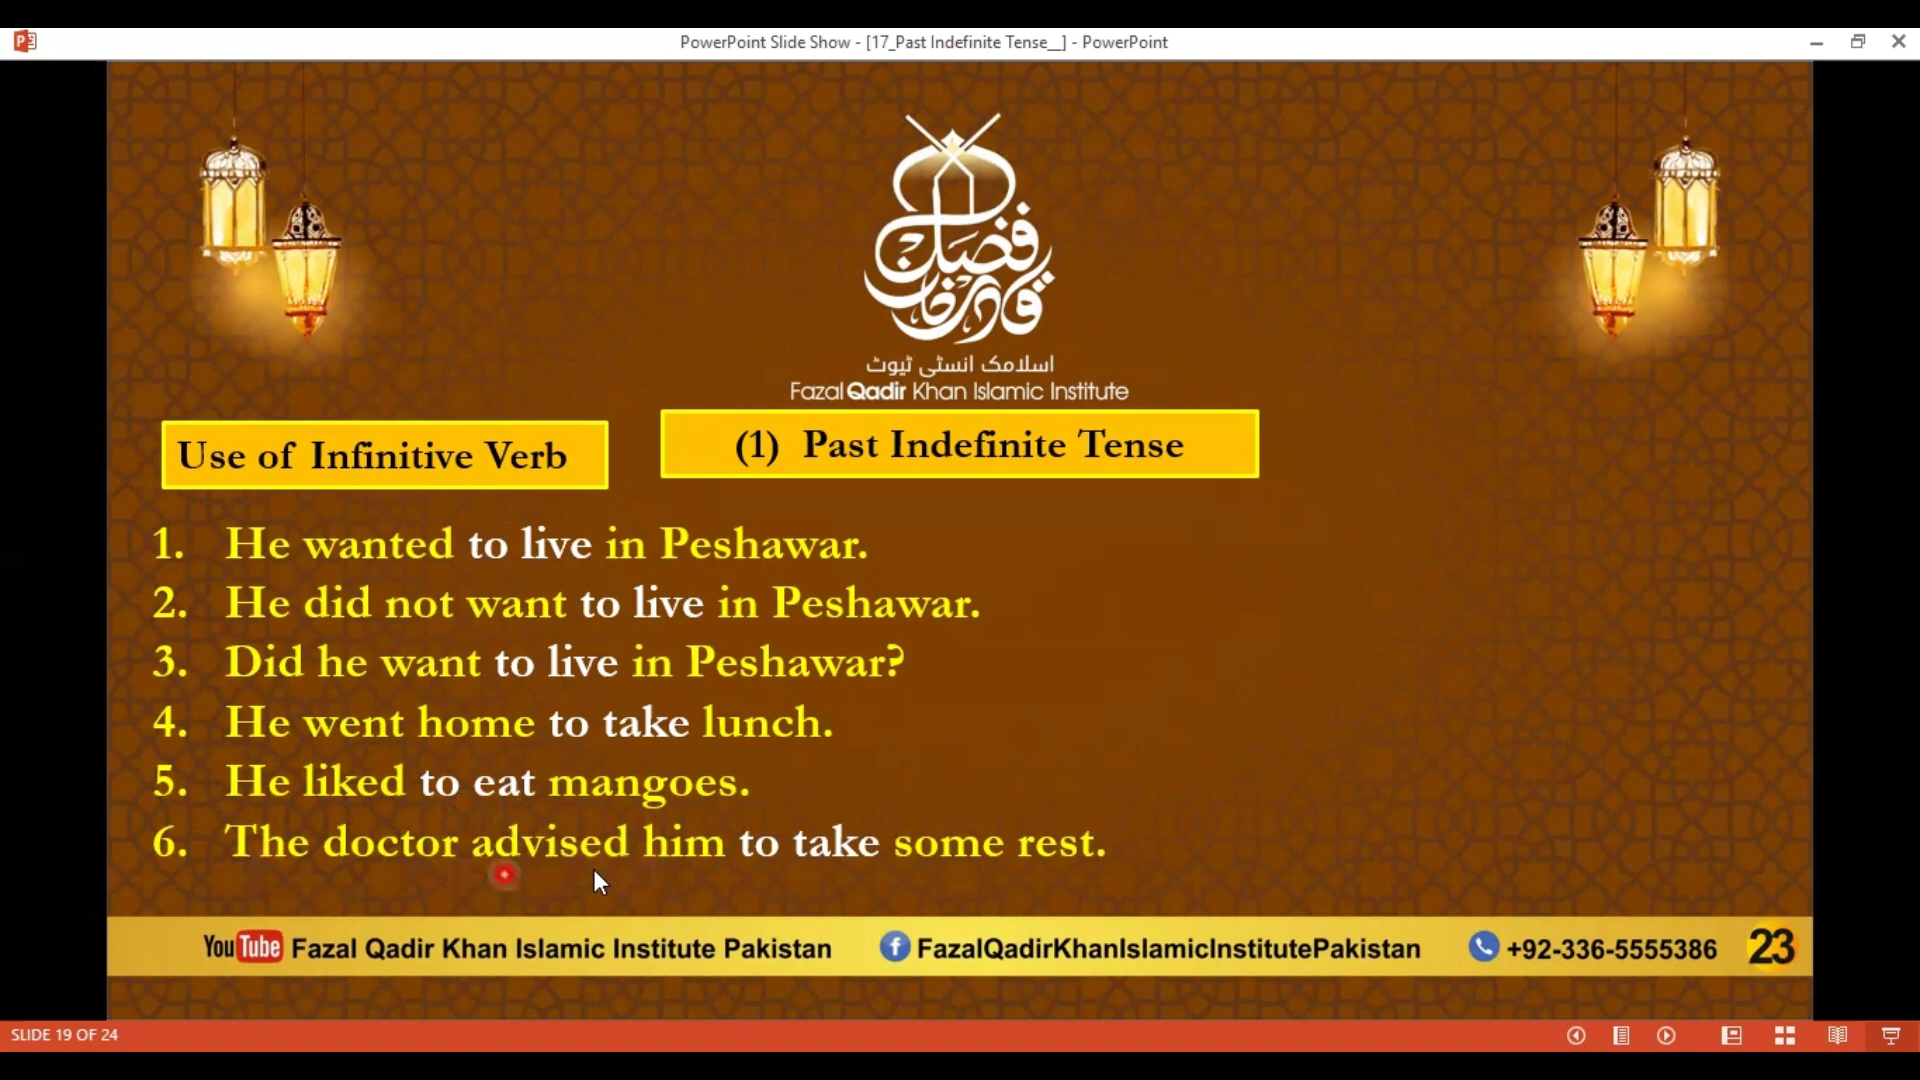 PowerPoint Slide Show - [17_Past Indefinite Tense__] - PowerPoint
فضل قادر خان
اسلامک انسٹی ٹیوٹ
Fazal Qadir Khan Islamic Institute
Use of Infinitive Verb
(1) Past Indefinite Tense
1. He wanted to live in Peshawar.
2. He did not want to live in Peshawar.
3. Did he want to live in Peshawar?
4. He went home to take lunch.
5. He liked to eat mangoes.
6. The doctor advised him to take some rest.
YouTube Fazal Qadir Khan Islamic Institute Pakistan FazalQadirKhanIslamicInstitutePakistan +92-336-5555386 23
SLIDE 19 OF 24